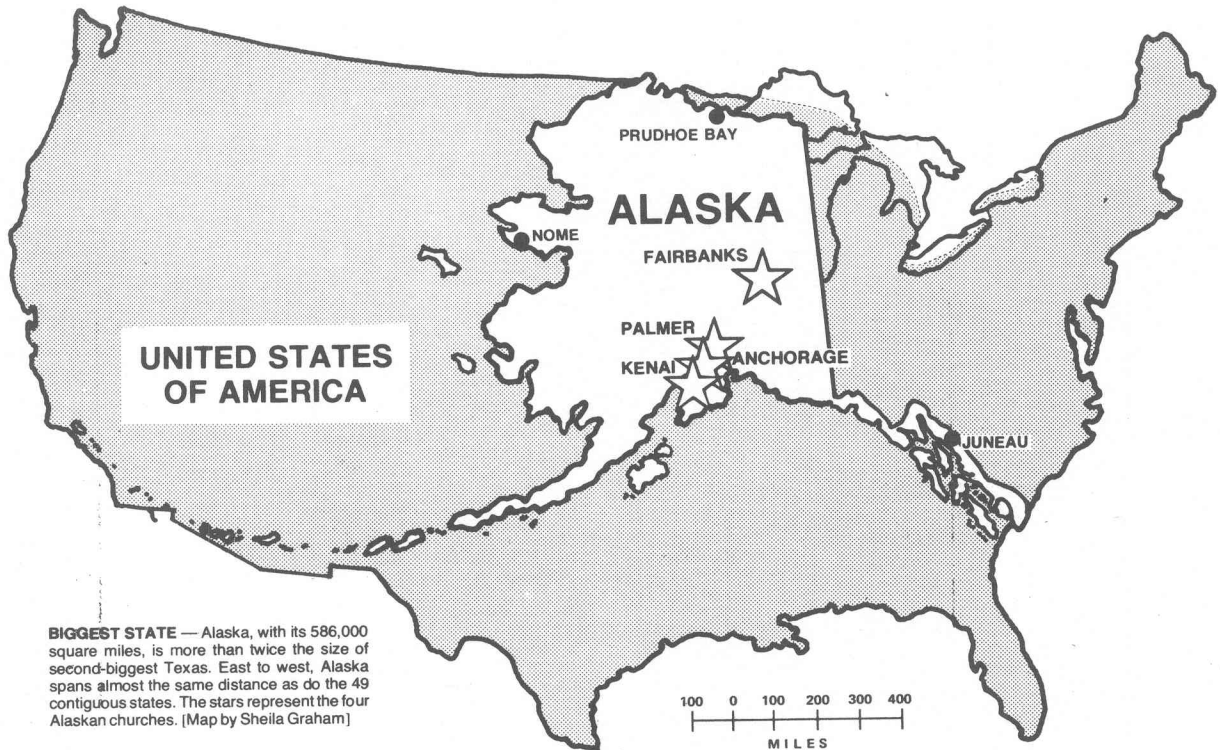 PRUDHOE BAY
ALASKA
NOME
FAIRBANKS
PALMER
ANCHORAGE
KENAI
UNITED STATES
OF AMERICA
JUNEAU
BIGGEST STATE — Alaska, with its 586,000
square miles, is more than twice the size of
second-biggest Texas. East to west, Alaska
spans almost the same distance as do the 49
contiguous states. The stars represent the four
Alaskan churches. [Map by Sheila Graham]
100 0 100 200 300 400
MILES